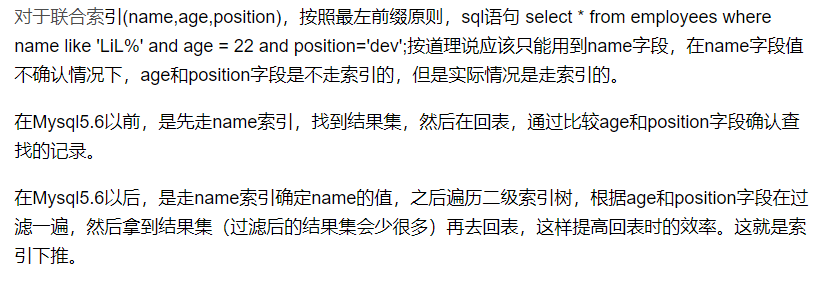 对于联合索引(name,age,position)，按照最左前缀原则，sql语句 select * from employees where
name like 'LiL%' and age = 22 and position='dev';按道理说应该只能用到name字段，在name字段值
不确认情况下，age和position字段是不走索引的，但是实际情况是走索引的。
在Mysql5.6以前，是先走name索引，找到结果集，然后在回表，通过比较age和position字段确认查
找的记录。
在Mysql5.6以后，是走name索引确定name的值，之后遍历二级索引树，根据age和position字段在过
滤一遍，然后拿到结果集（过滤后的结果集会少很多）再去回表，这样提高回表时的效率。这就是索
引下推。